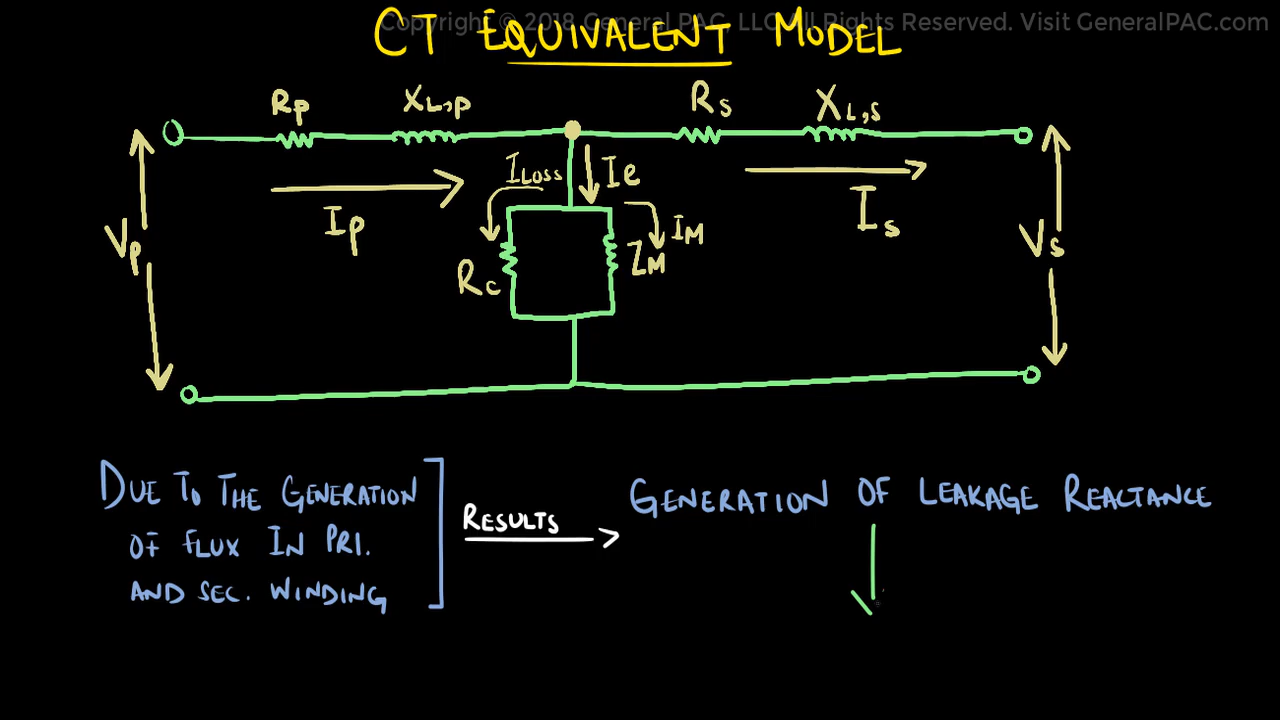 Copyright © 2018 General PAC, LLC All Rights Reserved. Visit GeneralPAC.com
CT EQUIVALENT MODEL
Rp XL,p Rs XL,s
ILOSS Ie
Ip Is
Vp IM Vs
Rc ZM
DUE TO THE GENERATION
OF FLUX IN PRI.
AND SEC. WINDING
RESULTS
GENERATION OF LEAKAGE REACTANCE